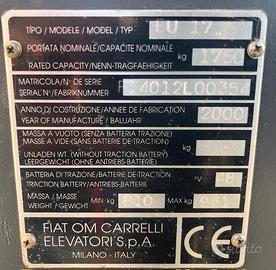 TIPO / MODELE / MODEL / TYP EU 17,5
PORTATA NOMINALE/CAPACITE NOMINALE
RATED CAPACITY/NENN-TRAGFAEHIGKEIT kg 1750
MATRICOLA/N° DE SERIE
SERIAL N°/FABRIKNUMMER
ANNO DI COSTRUZIONE/ANNEE DE FABRICATION
YEAR OF MANUFACTURE / BAUJAHR 2000
MASSA A VUOTO (SENZA BATTERIA TRAZIONE)
MASSE A VIDE (SANS BATTERIE DE TRACTION) kg
UNLADEN WT. (WITHOUT TRACTION BATTERY)
LEERGEWICHT (OHNE ANTRIEBS-BATTERIE)
BATTERIA DI TRAZIONE/BATTERIE DE TRACTION
TRACTION BATTERY/ANTRIEBS-BATTERIE V
MASSA / MASSE
WEIGHT / GEWICHT MIN kg 810 MAX kg
FIAT OM CARRELLI
ELEVATORI S.p.A. CE
MILANO - ITALY
subito